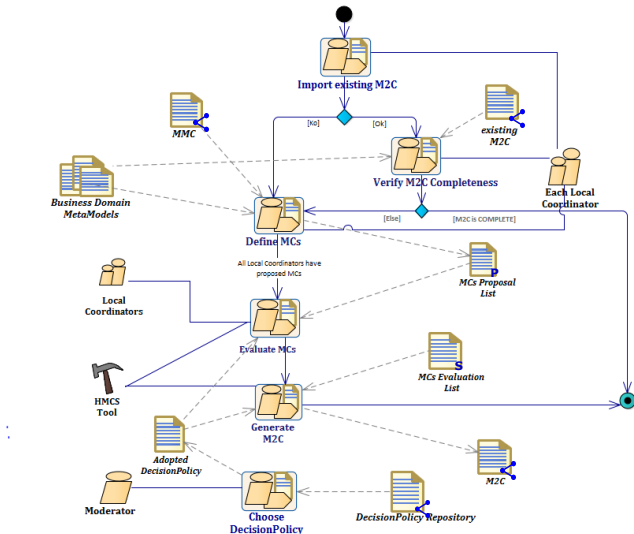 Import existing M2C
MMC
[Ko]
[Ok]
existing
M2C
Verify M2C Completeness
Each Local
Coordinator
Business Domain
MetaModels
[Else]
[M2C is COMPLETE]
Define MCs
All Local Coordinators have
proposed MCs
P
MCs Proposal
List
Local
Coordinators
Evaluate MCs
S
MCs Evaluation
List
HMCS
Tool
Generate
M2C
Adopted
DecisionPolicy
M2C
Moderator
Choose
DecisionPolicy
DecisionPolicy Repository